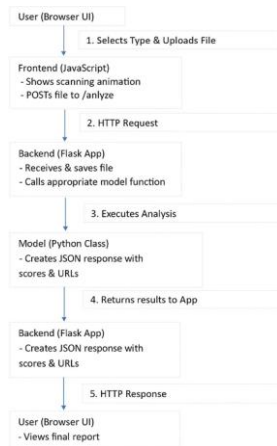 User (Browser UI)
1. Selects Type & Uploads File
Frontend (JavaScript)
- Shows scanning animation
- POSTs file to /anlyze
2. HTTP Request
Backend (Flask App)
- Receives & saves file
- Calls appropriate model function
3. Executes Analysis
Model (Python Class)
- Creates JSON response with
scores & URLs
4. Returns results to App
Backend (Flask App)
- Creates JSON response with
scores & URLs
5. HTTP Response
User (Browser UI)
- Views final report